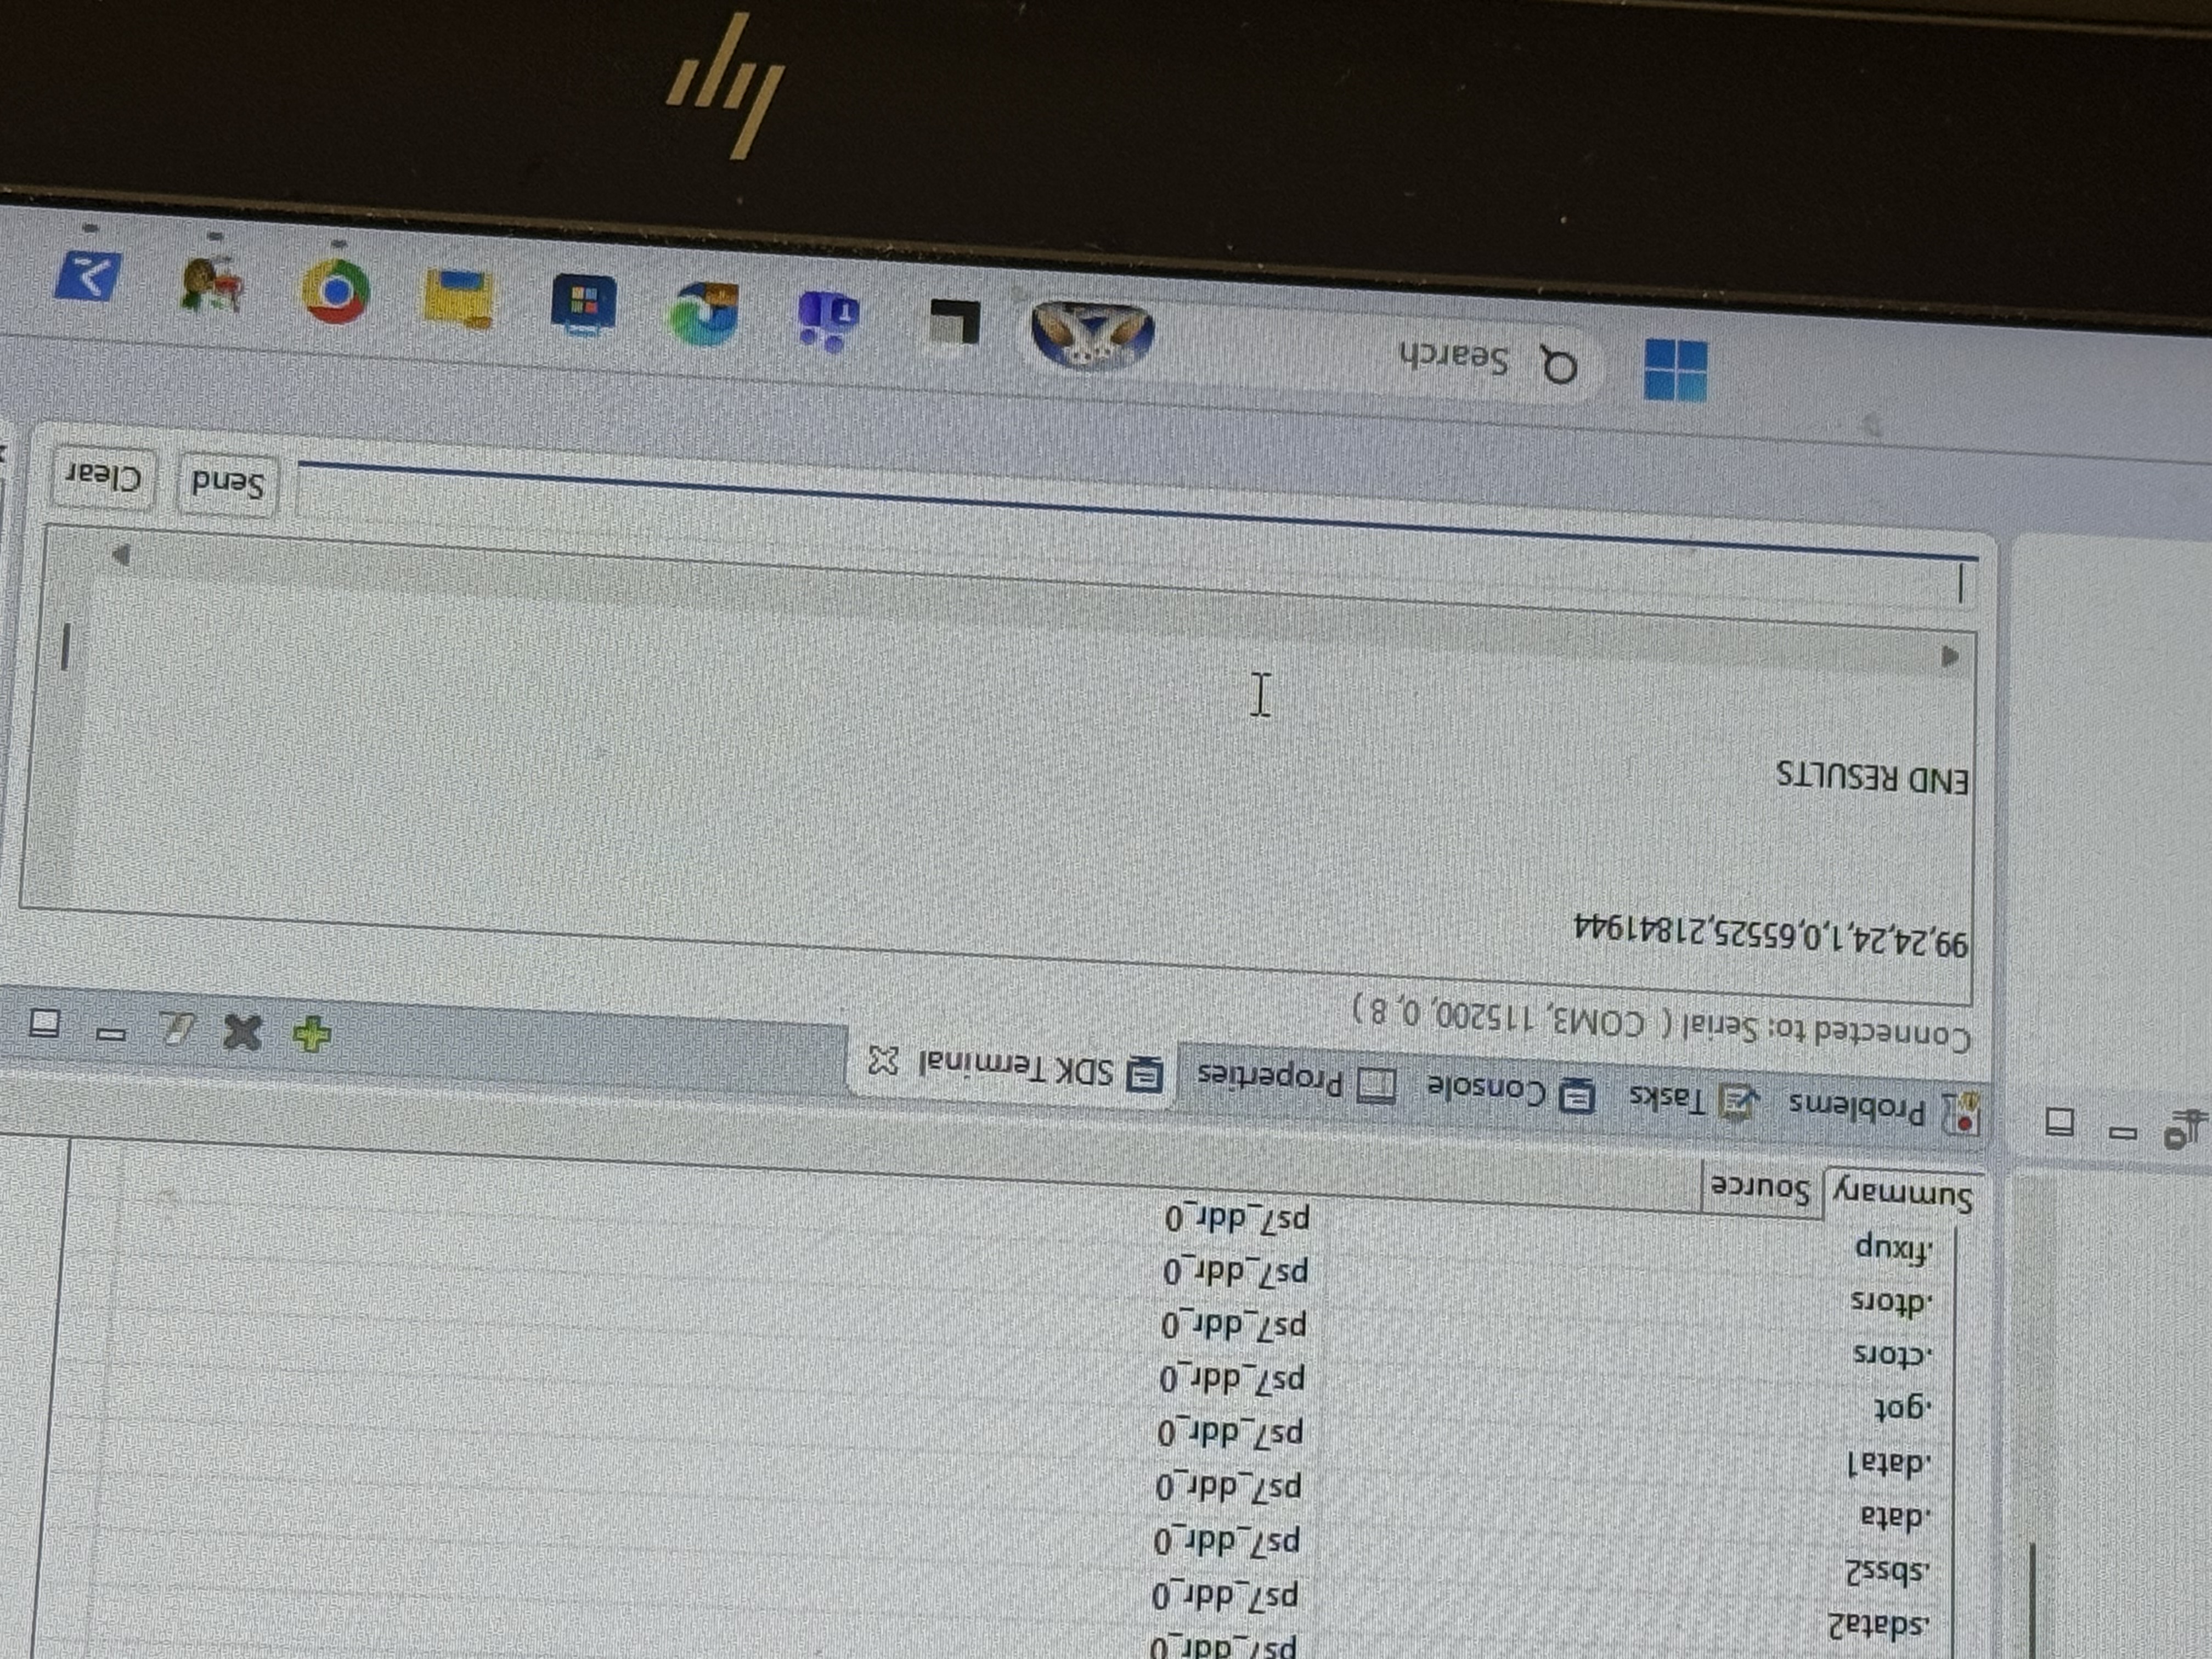 ps7_ddr_0
.sdata2 ps7_ddr_0
.sbss2 ps7_ddr_0
.data ps7_ddr_0
.data1 ps7_ddr_0
.got ps7_ddr_0
.ctors ps7_ddr_0
.dtors ps7_ddr_0
.fixup ps7_ddr_0
Summary Source
Problems Tasks Console Properties SDK Terminal
Connected to: Serial ( COM3, 115200, 0, 8 )
99,24,24,1,0,65525,21841944
END RESULTS
Send Clear
Search
hp